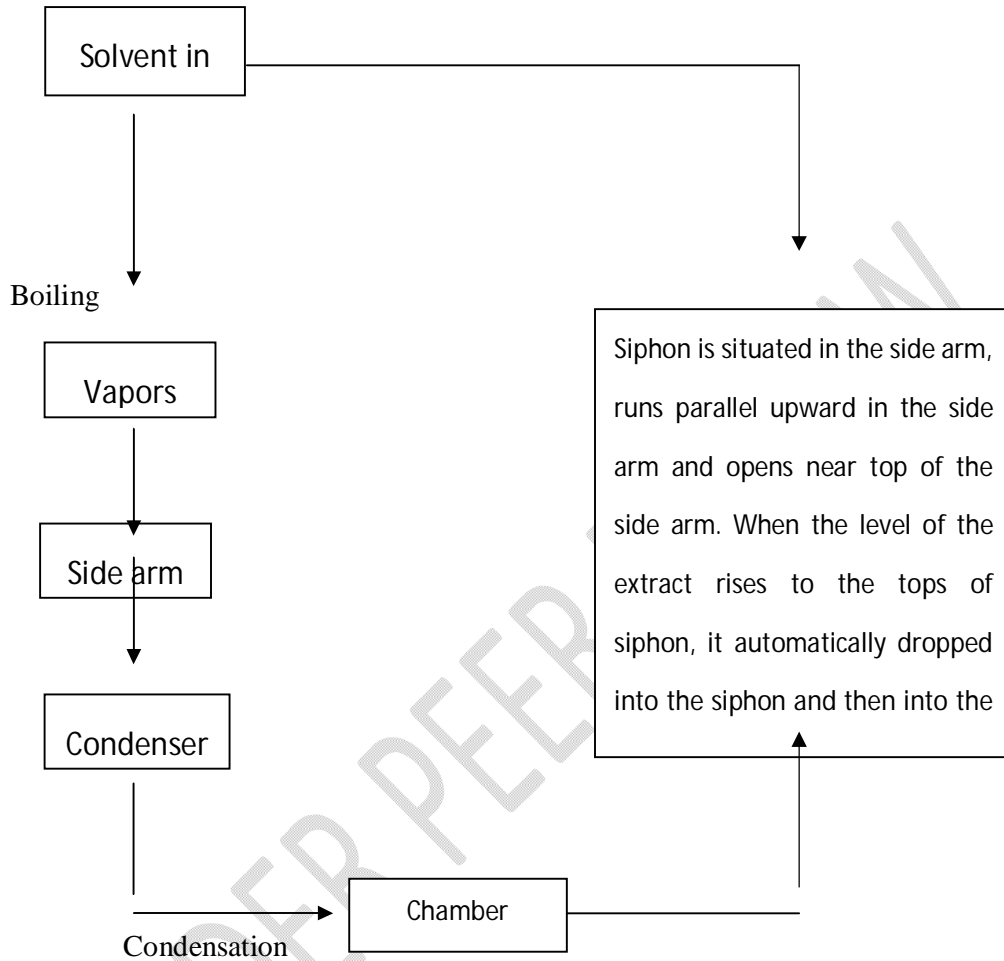 Solvent in
Boiling
Vapors
Side arm
Condenser
Condensation
Chamber
Siphon is situated in the side arm,
runs parallel upward in the side
arm and opens near top of the
side arm. When the level of the
extract rises to the tops of
siphon, it automatically dropped
into the siphon and then into the
DER PEER
W